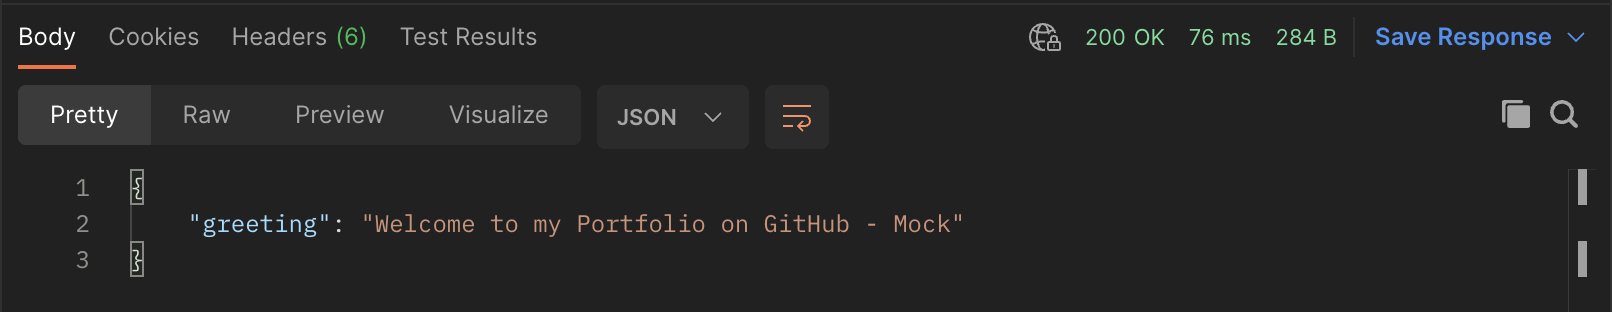 Body Cookies Headers (6) Test Results 200 OK 76 ms 284 B Save Response
Pretty Raw Preview Visualize JSON
1 {
2 "greeting": "Welcome to my Portfolio on GitHub - Mock"
3 }